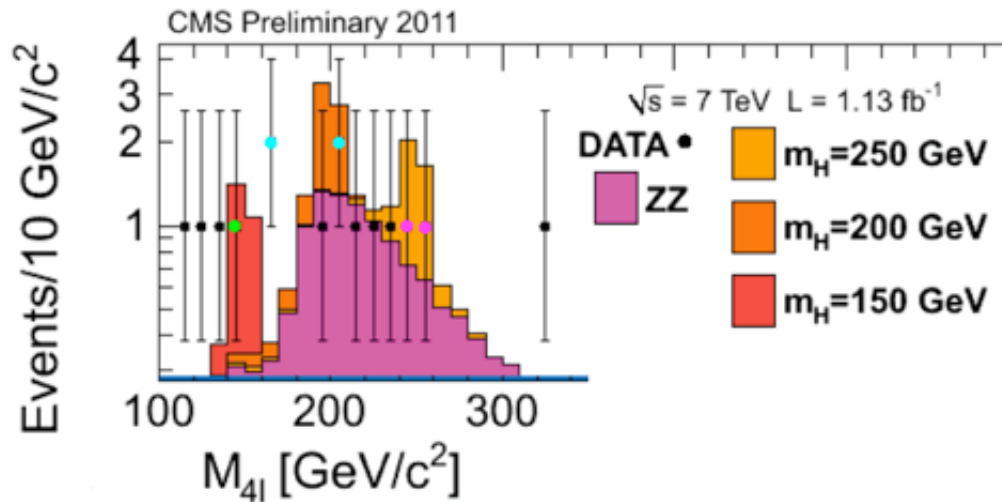 CMS Preliminary 2011
√s = 7 TeV L = 1.13 fb⁻¹
DATA
ZZ
m_H=250 GeV
m_H=200 GeV
m_H=150 GeV
Events/10 GeV/c²
4
3
2
1
100
200
300
M_4l [GeV/c²]